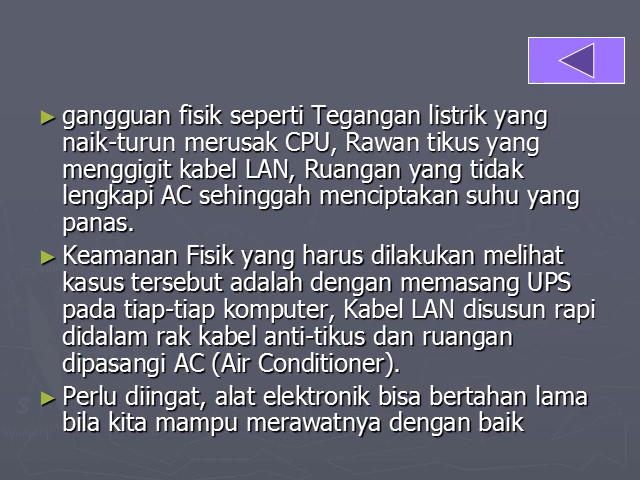 ► gangguan fisik seperti Tegangan listrik yang
naik-turun merusak CPU, Rawan tikus yang
menggigit kabel LAN, Ruangan yang tidak
lengkapi AC sehinggah menciptakan suhu yang
panas.
► Keamanan Fisik yang harus dilakukan melihat
kasus tersebut adalah dengan memasang UPS
pada tiap-tiap komputer, Kabel LAN disusun rapi
didalam rak kabel anti-tikus dan ruangan
dipasangi AC (Air Conditioner).
► Perlu diingat, alat elektronik bisa bertahan lama
bila kita mampu merawatnya dengan baik